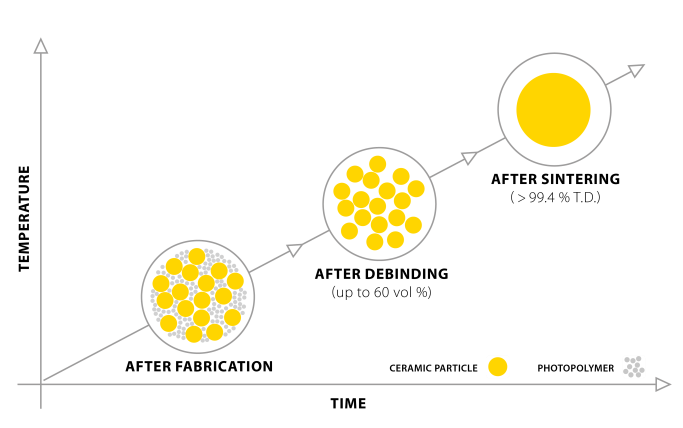 AFTER SINTERING
( > 99.4 % T.D.)
TEMPERATURE
AFTER DEBINDING
(up to 60 vol %)
AFTER FABRICATION
CERAMIC PARTICLE
PHOTOPOLYMER
TIME